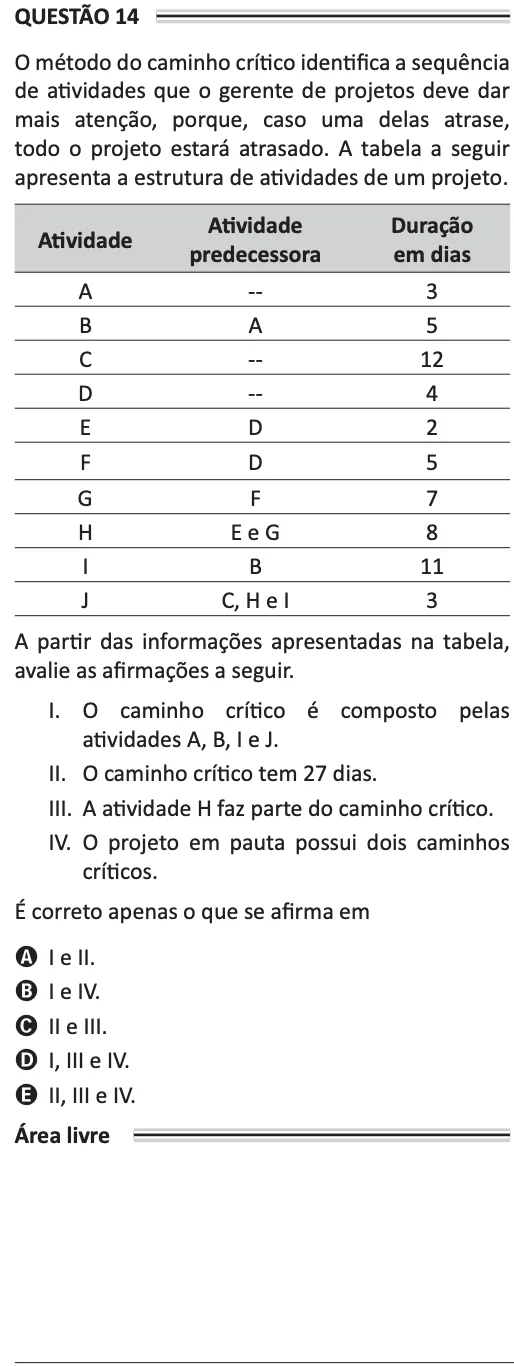 QUESTÃO 14
O método do caminho crítico identifica a sequência
de atividades que o gerente de projetos deve dar
mais atenção, porque, caso uma delas atrase,
todo o projeto estará atrasado. A tabela a seguir
apresenta a estrutura de atividades de um projeto.
Atividade Atividade predecessora Duração em dias
A -- 3
B A 5
C -- 12
D -- 4
E D 2
F D 5
G F 7
H E e G 8
I B 11
J C, H e I 3
A partir das informações apresentadas na tabela,
avalie as afirmações a seguir.
I. O caminho crítico é composto pelas
atividades A, B, I e J.
II. O caminho crítico tem 27 dias.
III. A atividade H faz parte do caminho crítico.
IV. O projeto em pauta possui dois caminhos
críticos.
É correto apenas o que se afirma em
A I e II.
B I e IV.
C II e III.
D I, III e IV.
E II, III e IV.
Área livre